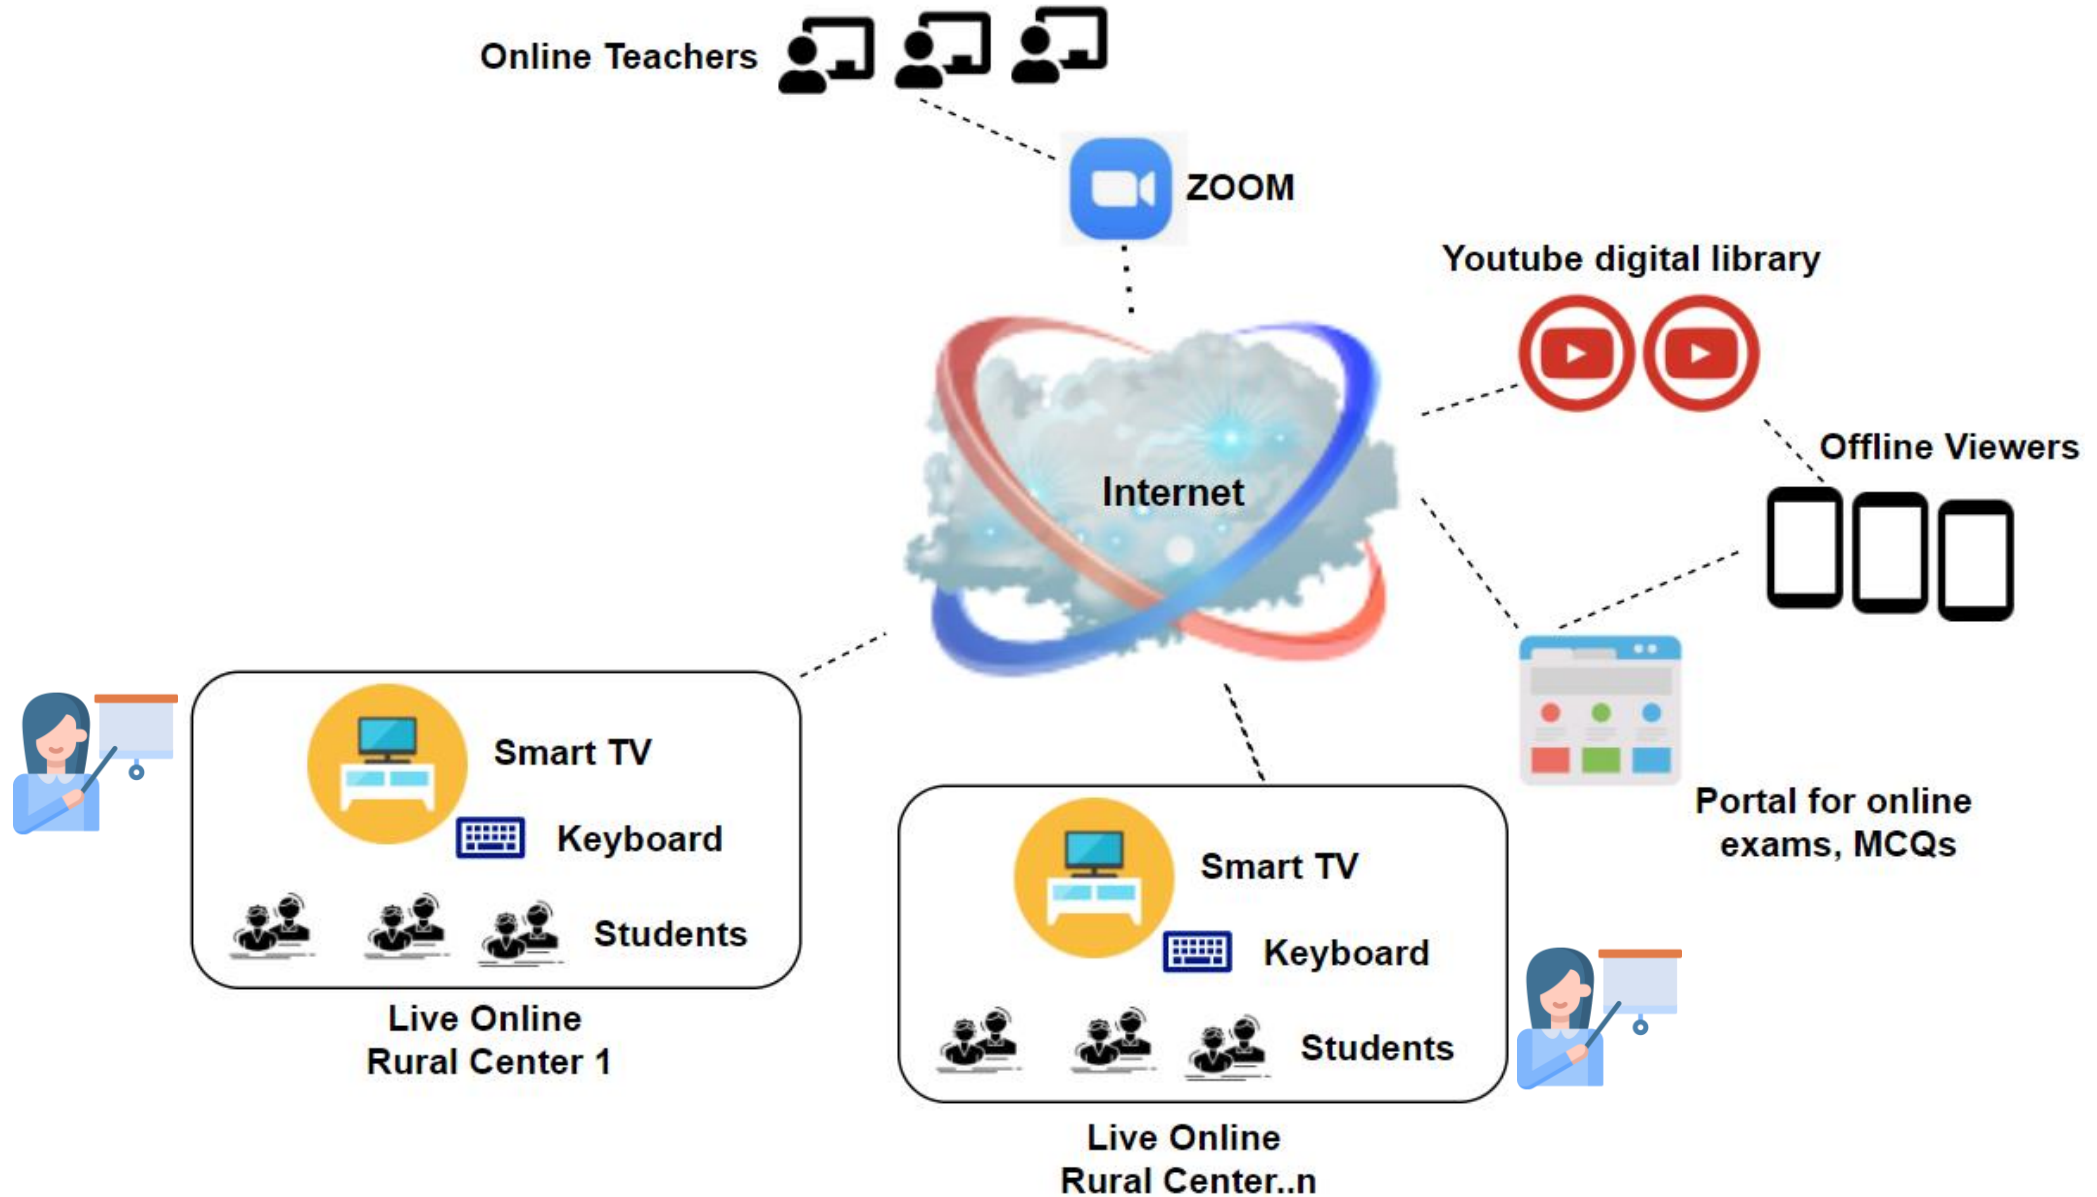 Online Teachers
ZOOM
Youtube digital library
Offline Viewers
Internet
Smart TV
Keyboard
Students
Live Online
Rural Center 1
Portal for online
exams, MCQs
Smart TV
Keyboard
Students
Live Online
Rural Center..n